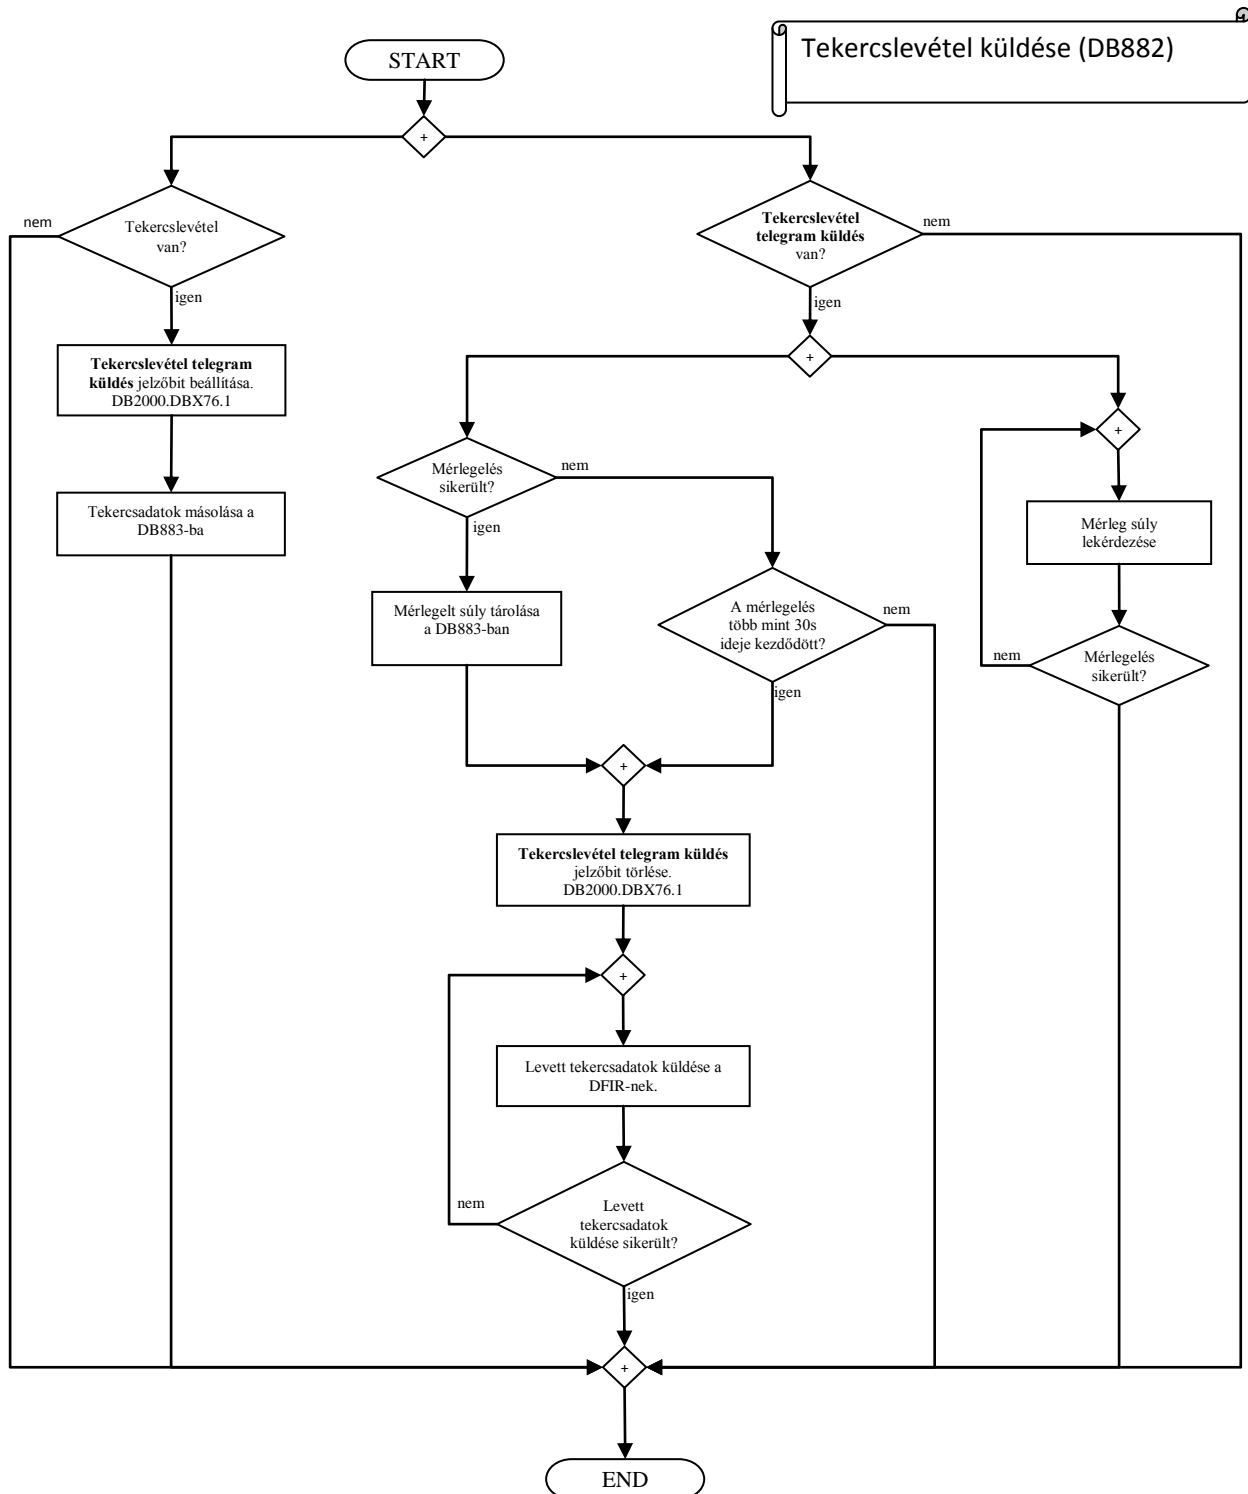 Tekercslevétel küldése (DB882)
START
+
nem
Tekercslevétel
van?
igen
Tekercslevétel
telegram küldés
van?
nem
igen
Tekercslevétel telegram
küldés jelzőbit beállítása.
DB2000.DBX76.1
+
+
Tekercsadatok másolása a
DB883-ba
Mérlegelés
sikerült?
nem
igen
Mérleg súly
lekérdezése
Mérlegelt súly tárolása
a DB883-ban
A mérlegelés
több mint 30s
ideje kezdődött?
nem
igen
nem
Mérlegelés
sikerült?
+
Tekercslevétel telegram küldés
jelzőbit törlése.
DB2000.DBX76.1
+
Levett tekercsadatok küldése a
DFIR-nek.
nem
Levett
tekercsadatok
küldése sikerült?
igen
+
END